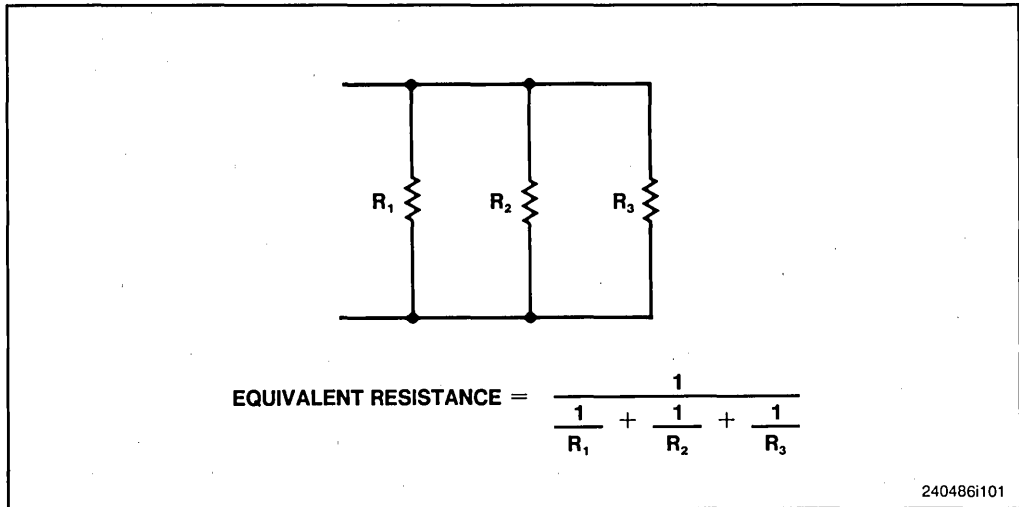 R₁ R₂ R₃
EQUIVALENT RESISTANCE = 1
1 + 1 + 1
R₁ R₂ R₃
240486i101